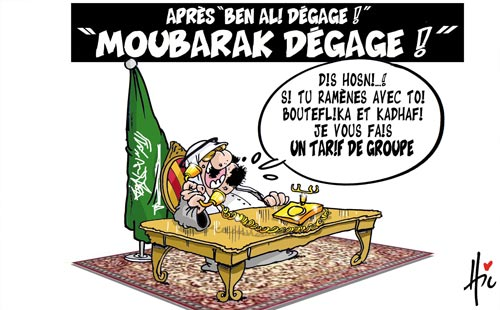 APRÈS "BEN ALI DÉGAGE !"
"MOUBARAK DÉGAGE !"
DIS HOSNI...!
SI TU RAMÈNES AVEC TOI
BOUTEFLIKA ET KADHAFI
JE VOUS FAIS
UN TARIF DE GROUPE
Hic